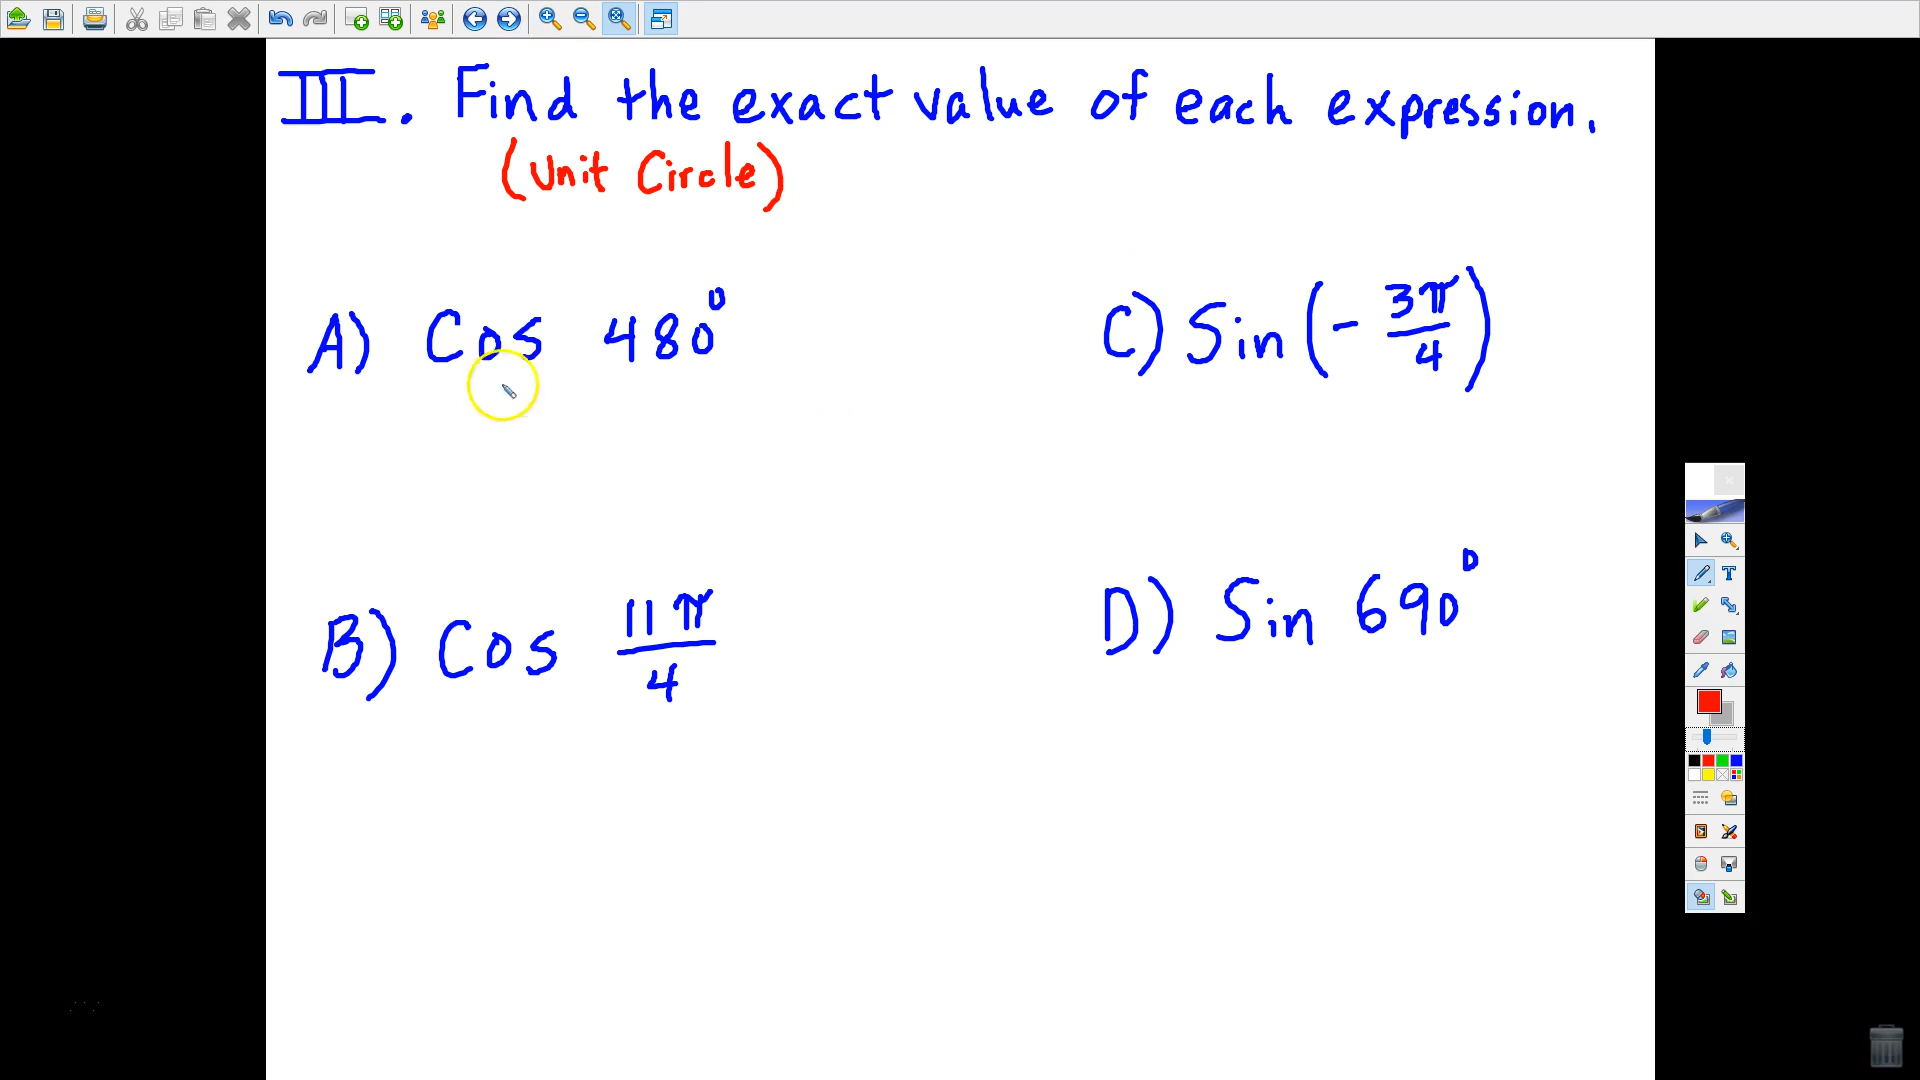 III. Find the exact value of each expression.
(Unit Circle)
A) Cos 480°
C) Sin (- 3π/4)
B) Cos 11π/4
D) Sin 690°